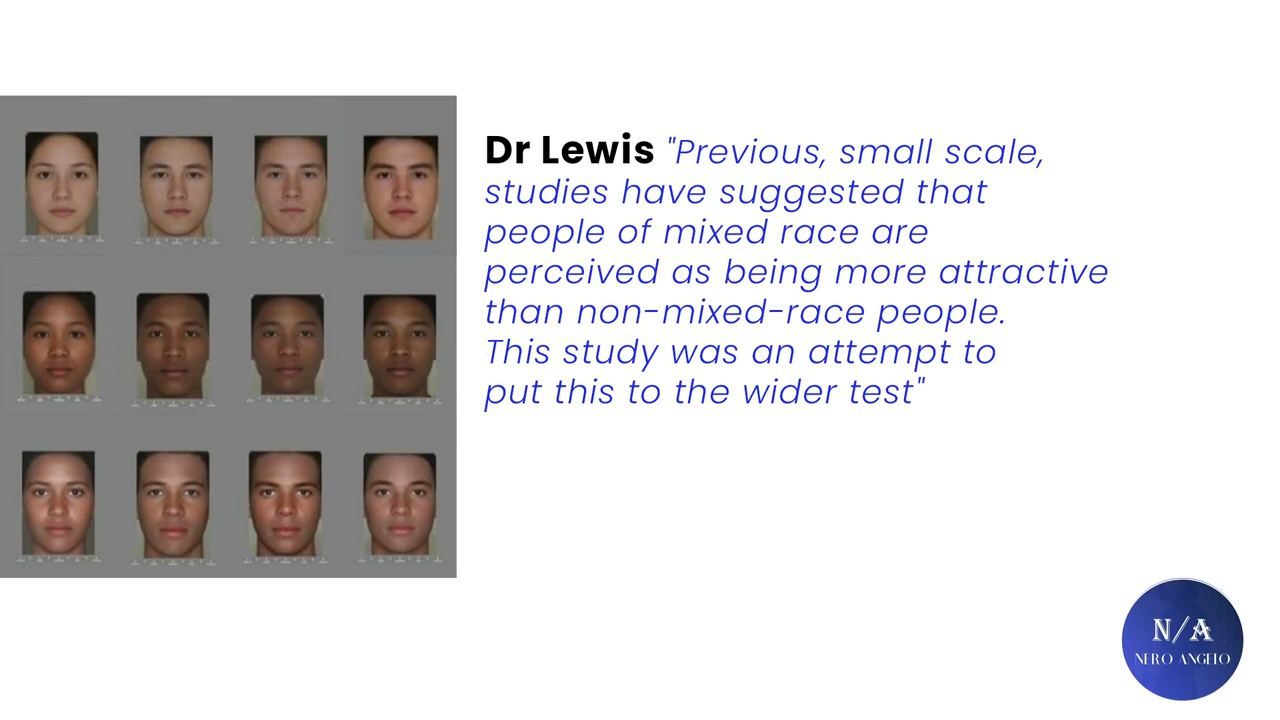 Dr Lewis "Previous, small scale,
studies have suggested that
people of mixed race are
perceived as being more attractive
than non-mixed-race people.
This study was an attempt to
put this to the wider test"
N/A
NERO ANGELO